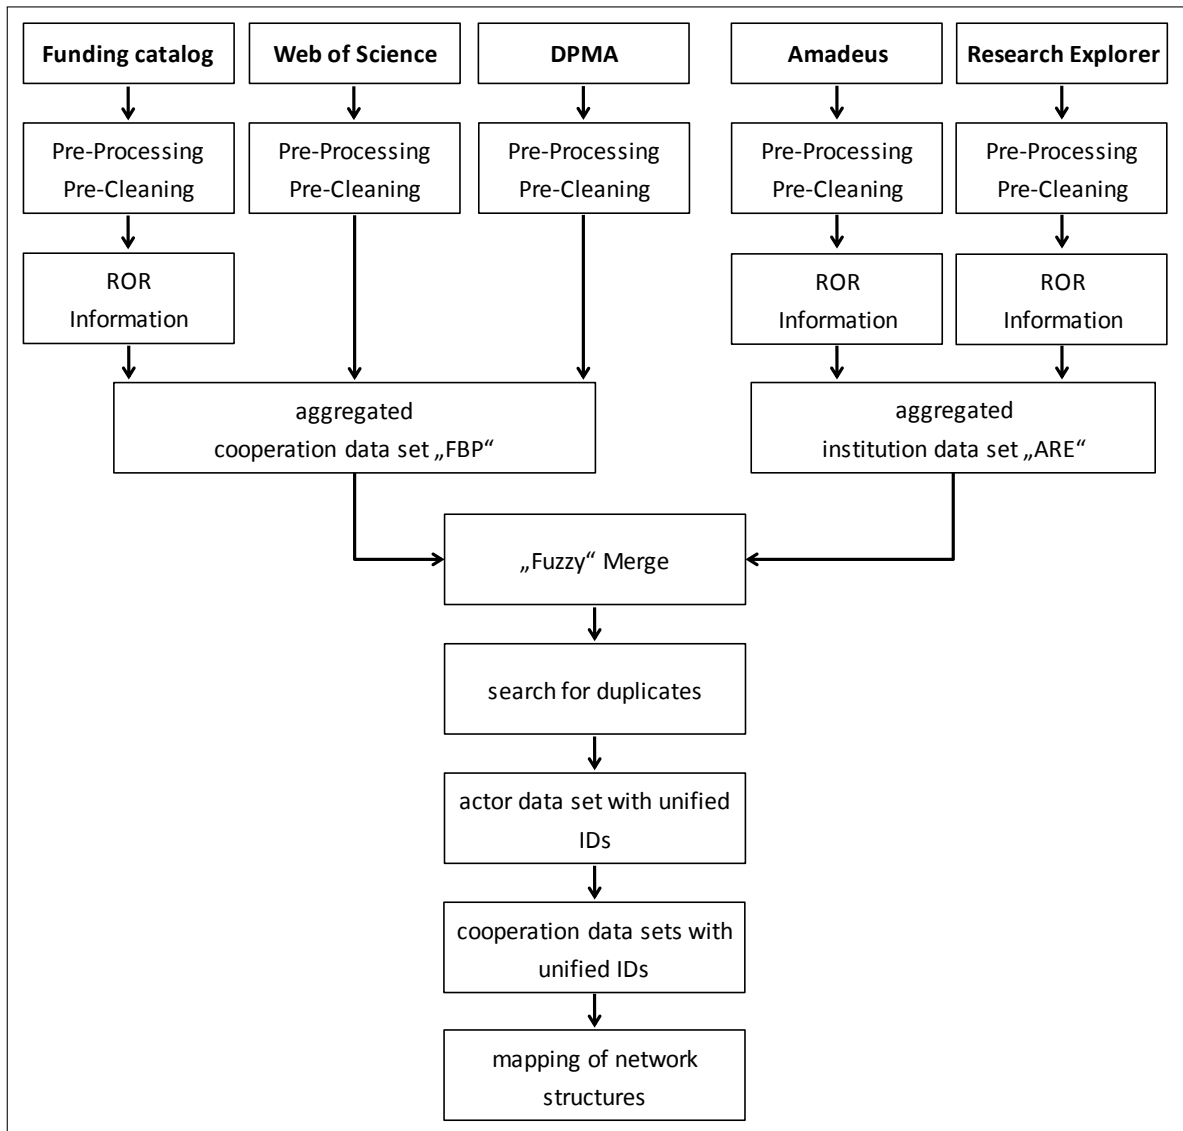 Funding catalog
Web of Science
DPMA
Amadeus
Research Explorer
Pre-Processing
Pre-Cleaning
Pre-Processing
Pre-Cleaning
Pre-Processing
Pre-Cleaning
Pre-Processing
Pre-Cleaning
Pre-Processing
Pre-Cleaning
ROR
Information
ROR
Information
ROR
Information
aggregated
cooperation data set „FBP“
aggregated
institution data set „ARE“
„Fuzzy“ Merge
search for duplicates
actor data set with unified
IDs
cooperation data sets with
unified IDs
mapping of network
structures